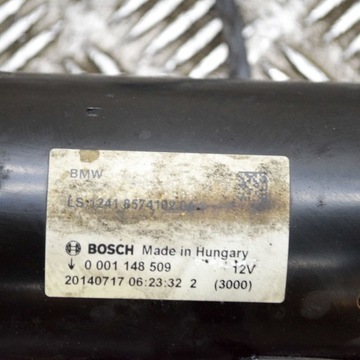 BMW
LS 1241 8574102
BOSCH Made in Hungary
↓ 0 001 148 509 12V
20140717 06:23:32 2 (3000)